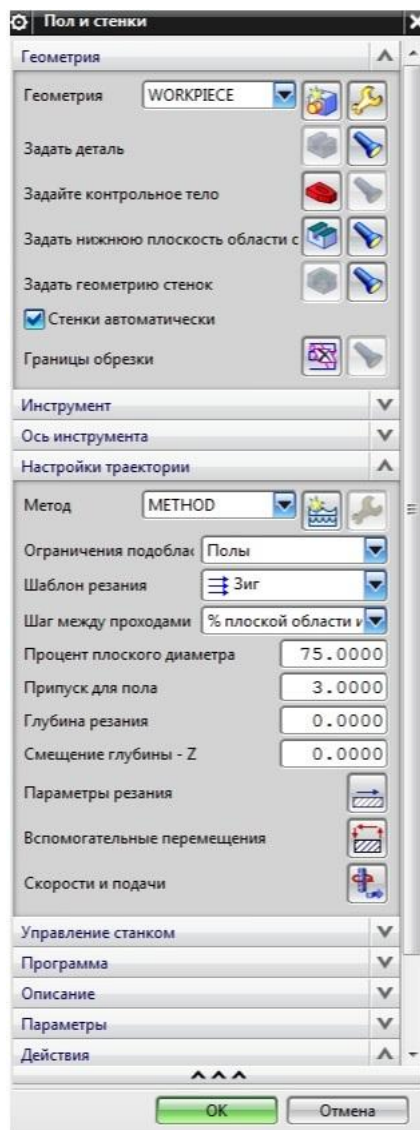 Пол и стенки
Геометрия
Геометрия WORKPIECE
Задать деталь
Задайте контрольное тело
Задать нижнюю плоскость области с
Задать геометрию стенок
Стенки автоматически
Границы обрезки
Инструмент
Ось инструмента
Настройки траектории
Метод METHOD
Ограничения подоблас Полы
Шаблон резания Зиг
Шаг между проходами % плоской области и
Процент плоского диаметра 75.0000
Припуск для пола 3.0000
Глубина резания 0.0000
Смещение глубины - Z 0.0000
Параметры резания
Вспомогательные перемещения
Скорости и подачи
Управление станком
Программа
Описание
Параметры
Действия
OK Отмена